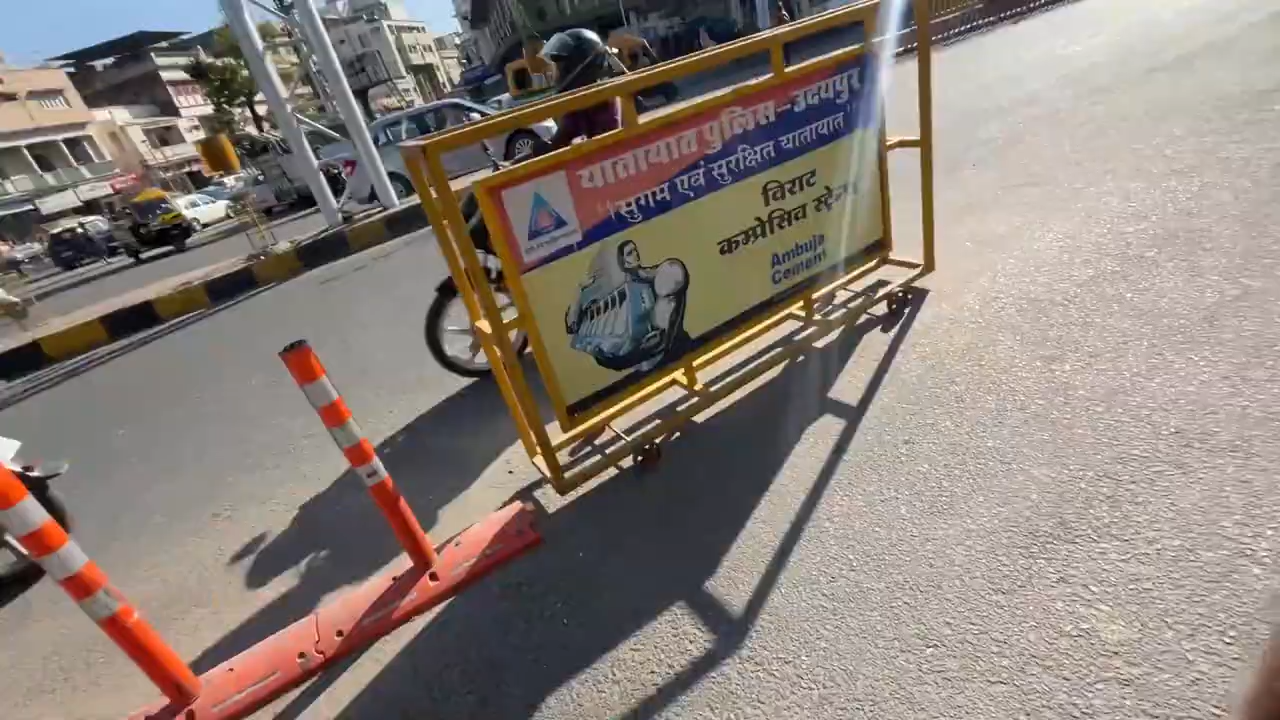 यातायात पुलिस-उदयपुर
"सुगम एवं सुरक्षित यातायात"
विराट
कम्प्रेसिव स्ट्रेन्थ
Ambuja
Cement